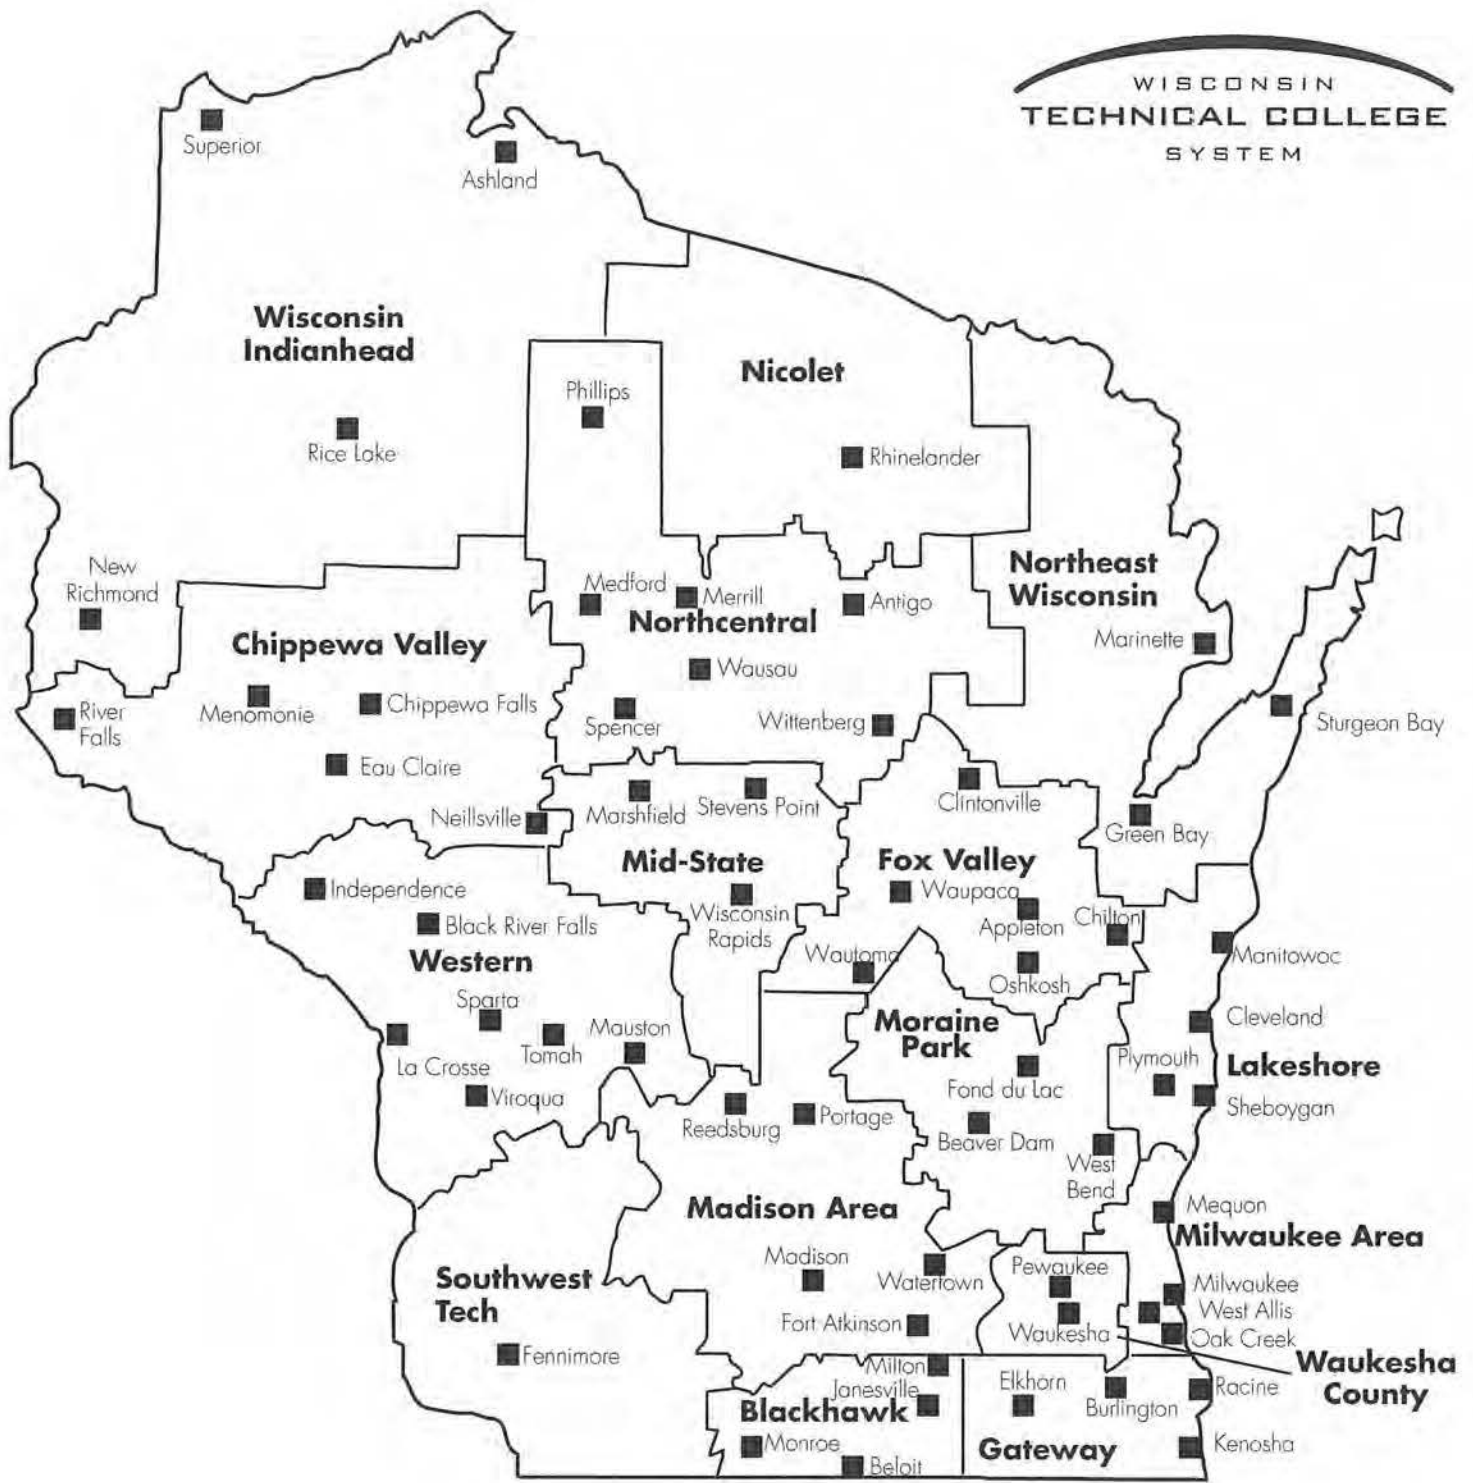 WISCONSIN
TECHNICAL COLLEGE
SYSTEM
Superior
Ashland
Wisconsin
Indianhead
Nicolet
Phillips
Rice Lake
Rhinelander
New
Richmond
Medford
Merrill
Antigo
Northeast
Wisconsin
Northcentral
Marinette
Chippewa Valley
Wausau
Menomonie
Chippewa Falls
River
Falls
Spencer
Wittenberg
Sturgeon Bay
Eau Claire
Clintonville
Neillsville
Marshfield
Stevens Point
Green Bay
Mid-State
Fox Valley
Independence
Waupaca
Wisconsin
Rapids
Appleton
Chilton
Black River Falls
Western
Wautoma
Manitowoc
Oshkosh
Sparta
Mauston
Moraine
Park
Cleveland
La Crosse
Tomah
Plymouth
Lakeshore
Fond du Lac
Viroqua
Sheboygan
Reedsburg
Portage
Beaver Dam
West
Bend
Madison Area
Mequon
Milwaukee Area
Madison
Watertown
Pewaukee
Southwest
Tech
Milwaukee
West Allis
Fort Atkinson
Waukesha
Oak Creek
Fennimore
Milton
Waukesha
County
Janesville
Elkhorn
Burlington
Racine
Blackhawk
Monroe
Gateway
Kenosha
Beloit